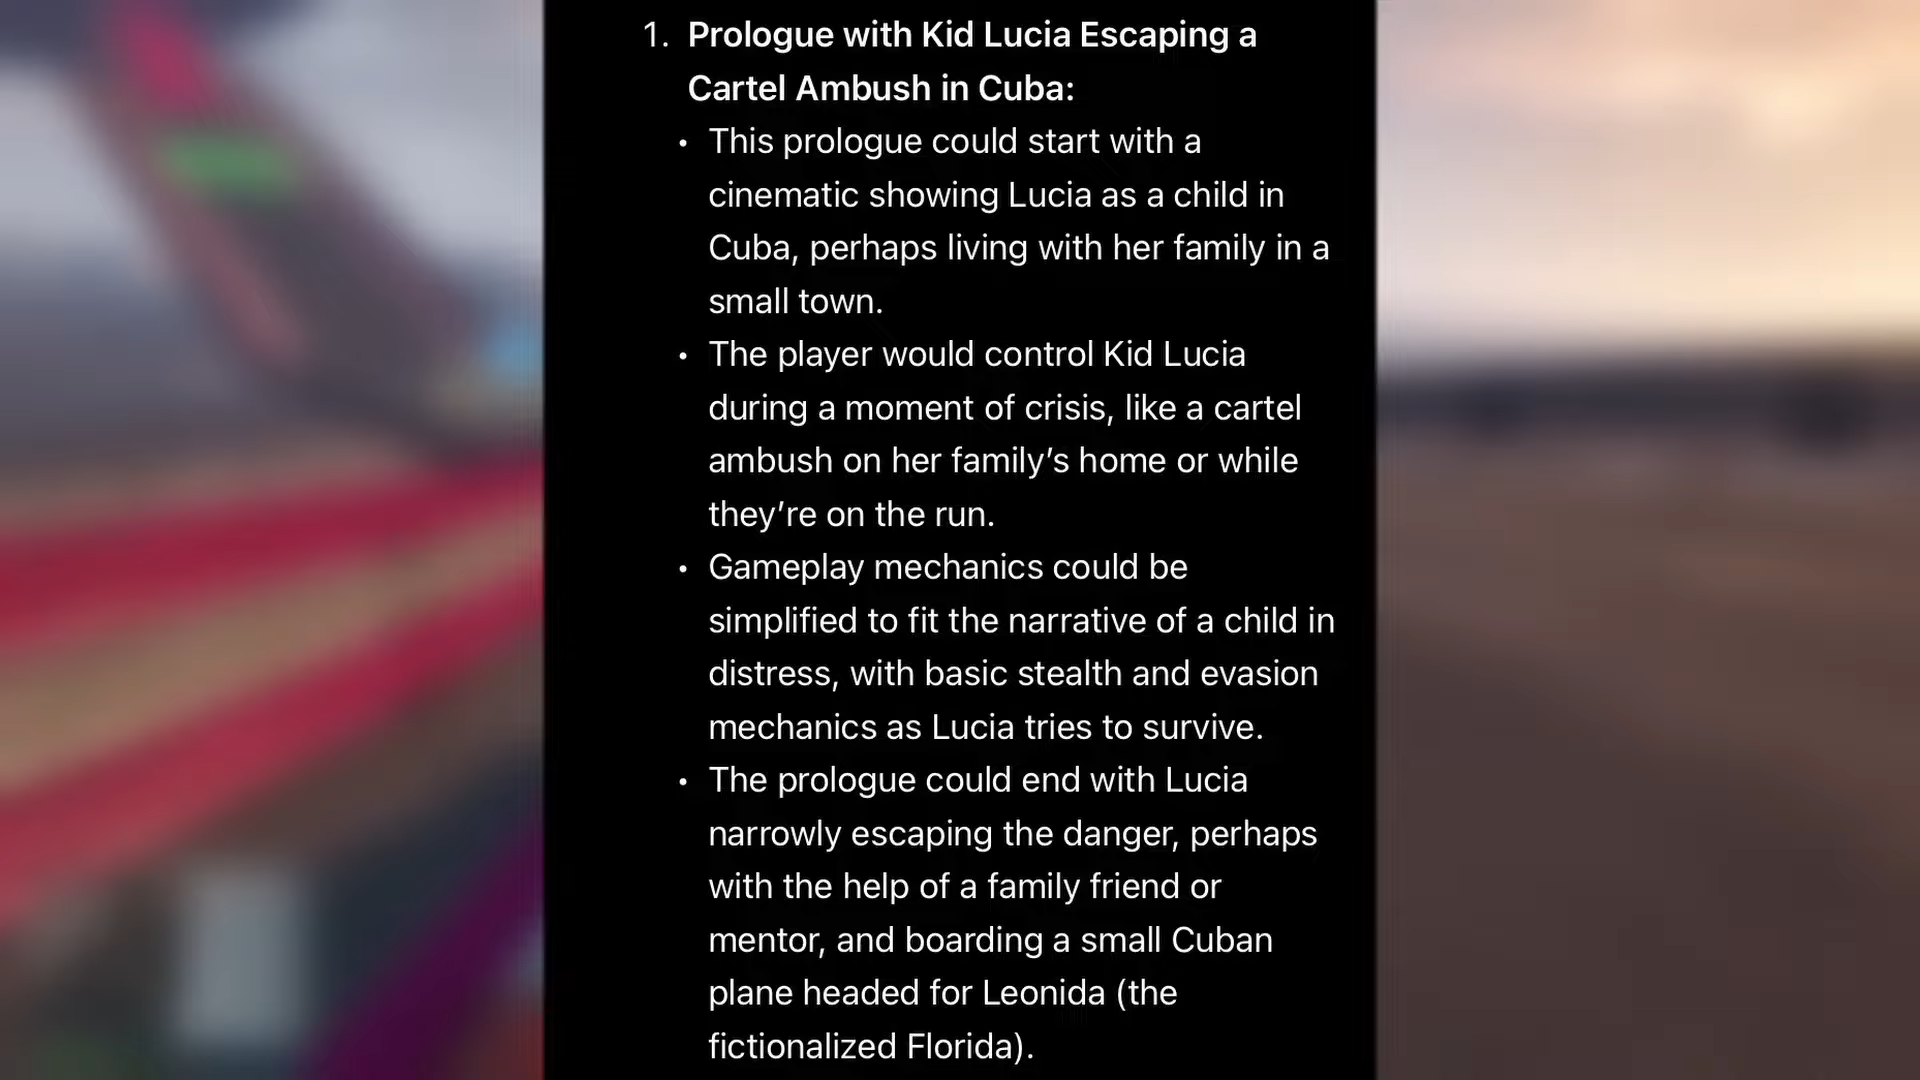 1. Prologue with Kid Lucia Escaping a
Cartel Ambush in Cuba:
• This prologue could start with a
cinematic showing Lucia as a child in
Cuba, perhaps living with her family in a
small town.
• The player would control Kid Lucia
during a moment of crisis, like a cartel
ambush on her family’s home or while
they’re on the run.
• Gameplay mechanics could be
simplified to fit the narrative of a child in
distress, with basic stealth and evasion
mechanics as Lucia tries to survive.
• The prologue could end with Lucia
narrowly escaping the danger, perhaps
with the help of a family friend or
mentor, and boarding a small Cuban
plane headed for Leonida (the
fictionalized Florida).